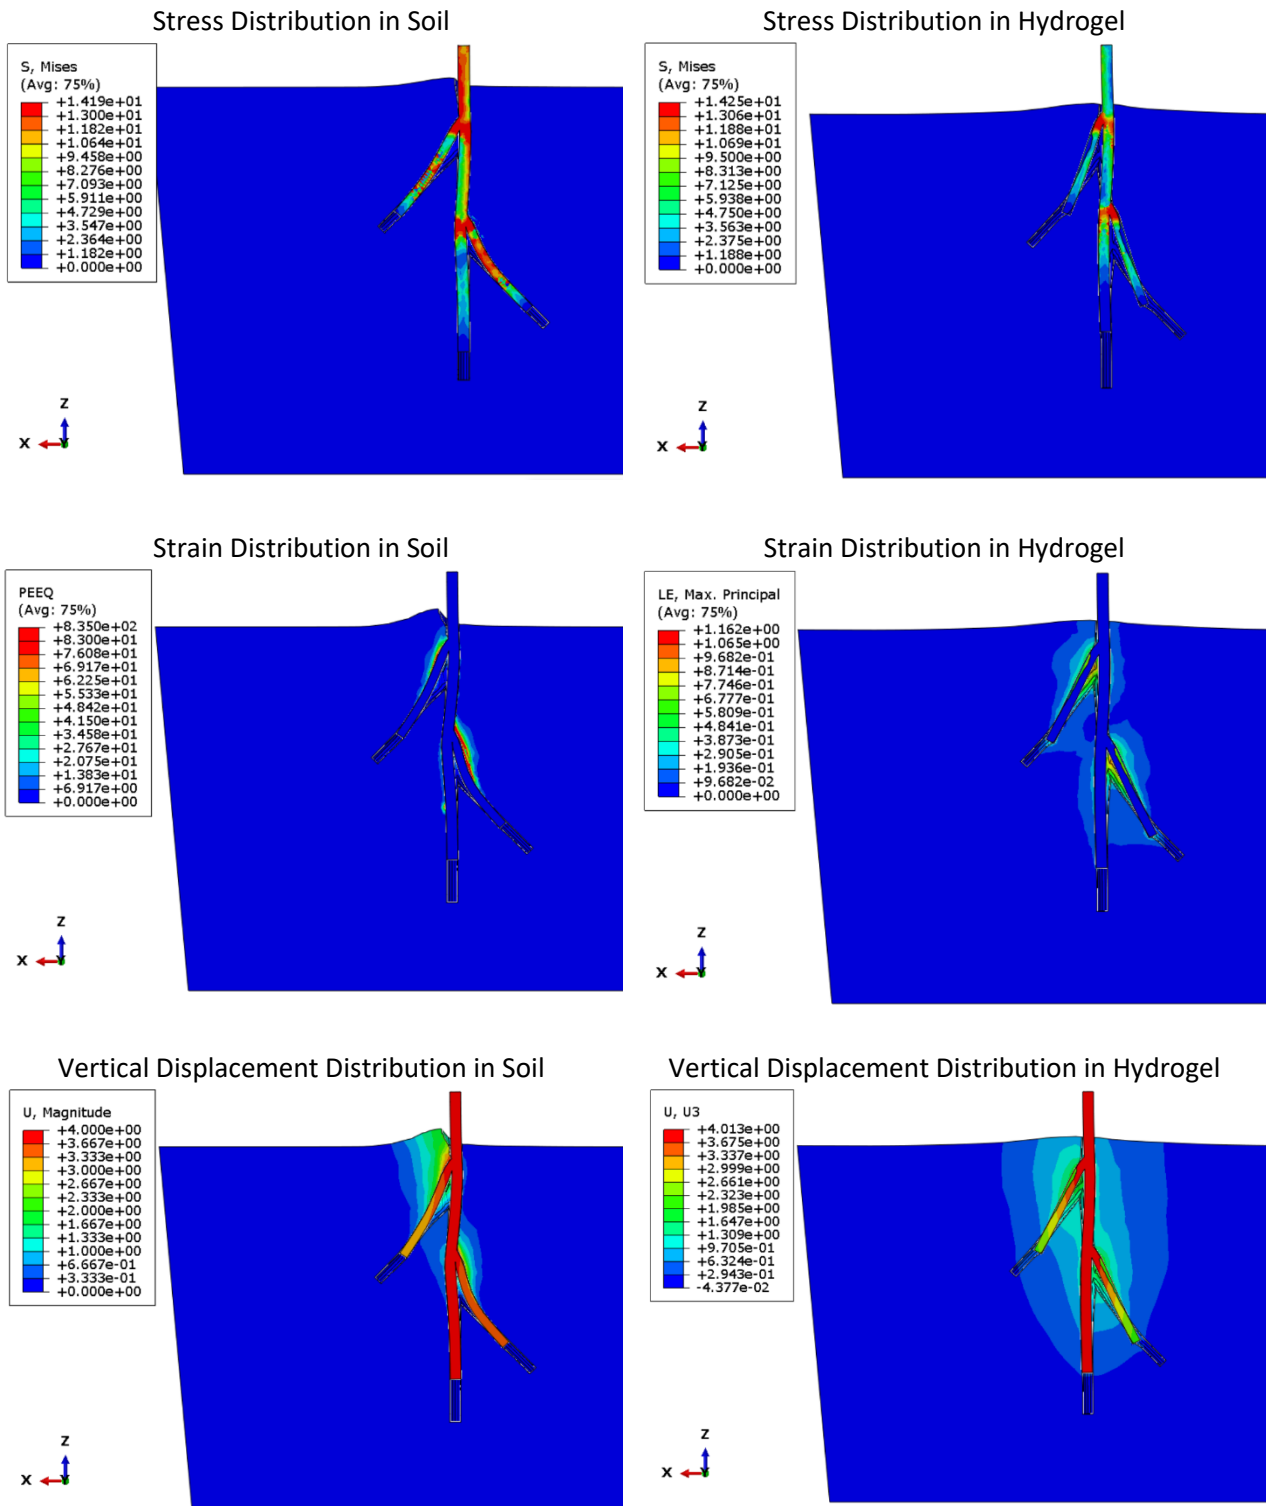 Stress Distribution in Soil
S, Mises
(Avg: 75%)
+1.419e+01
+1.300e+01
+1.182e+01
+1.064e+01
+9.458e+00
+8.276e+00
+7.093e+00
+5.911e+00
+4.729e+00
+3.547e+00
+2.364e+00
+1.182e+00
+0.000e+00
Z
X
Y
Stress Distribution in Hydrogel
S, Mises
(Avg: 75%)
+1.425e+01
+1.306e+01
+1.188e+01
+1.069e+01
+9.500e+00
+8.313e+00
+7.125e+00
+5.938e+00
+4.750e+00
+3.563e+00
+2.375e+00
+1.188e+00
+0.000e+00
Z
X
Y
Strain Distribution in Soil
PEEQ
(Avg: 75%)
+8.350e+02
+8.300e+01
+7.608e+01
+6.917e+01
+6.225e+01
+5.533e+01
+4.842e+01
+4.150e+01
+3.458e+01
+2.767e+01
+2.075e+01
+1.383e+01
+6.917e+00
+0.000e+00
Z
X
Y
Strain Distribution in Hydrogel
LE, Max. Principal
(Avg: 75%)
+1.162e+00
+1.065e+00
+9.682e-01
+8.714e-01
+7.746e-01
+6.777e-01
+5.809e-01
+4.841e-01
+3.873e-01
+2.905e-01
+1.936e-01
+9.682e-02
+0.000e+00
Z
X
Y
Vertical Displacement Distribution in Soil
U, Magnitude
+4.000e+00
+3.667e+00
+3.333e+00
+3.000e+00
+2.667e+00
+2.333e+00
+2.000e+00
+1.667e+00
+1.333e+00
+1.000e+00
+6.667e-01
+3.333e-01
+0.000e+00
Z
X
Y
Vertical Displacement Distribution in Hydrogel
U, U3
+4.013e+00
+3.675e+00
+3.337e+00
+2.999e+00
+2.661e+00
+2.323e+00
+1.985e+00
+1.647e+00
+1.309e+00
+9.705e-01
+6.324e-01
+2.943e-01
-4.377e-02
Z
X
Y